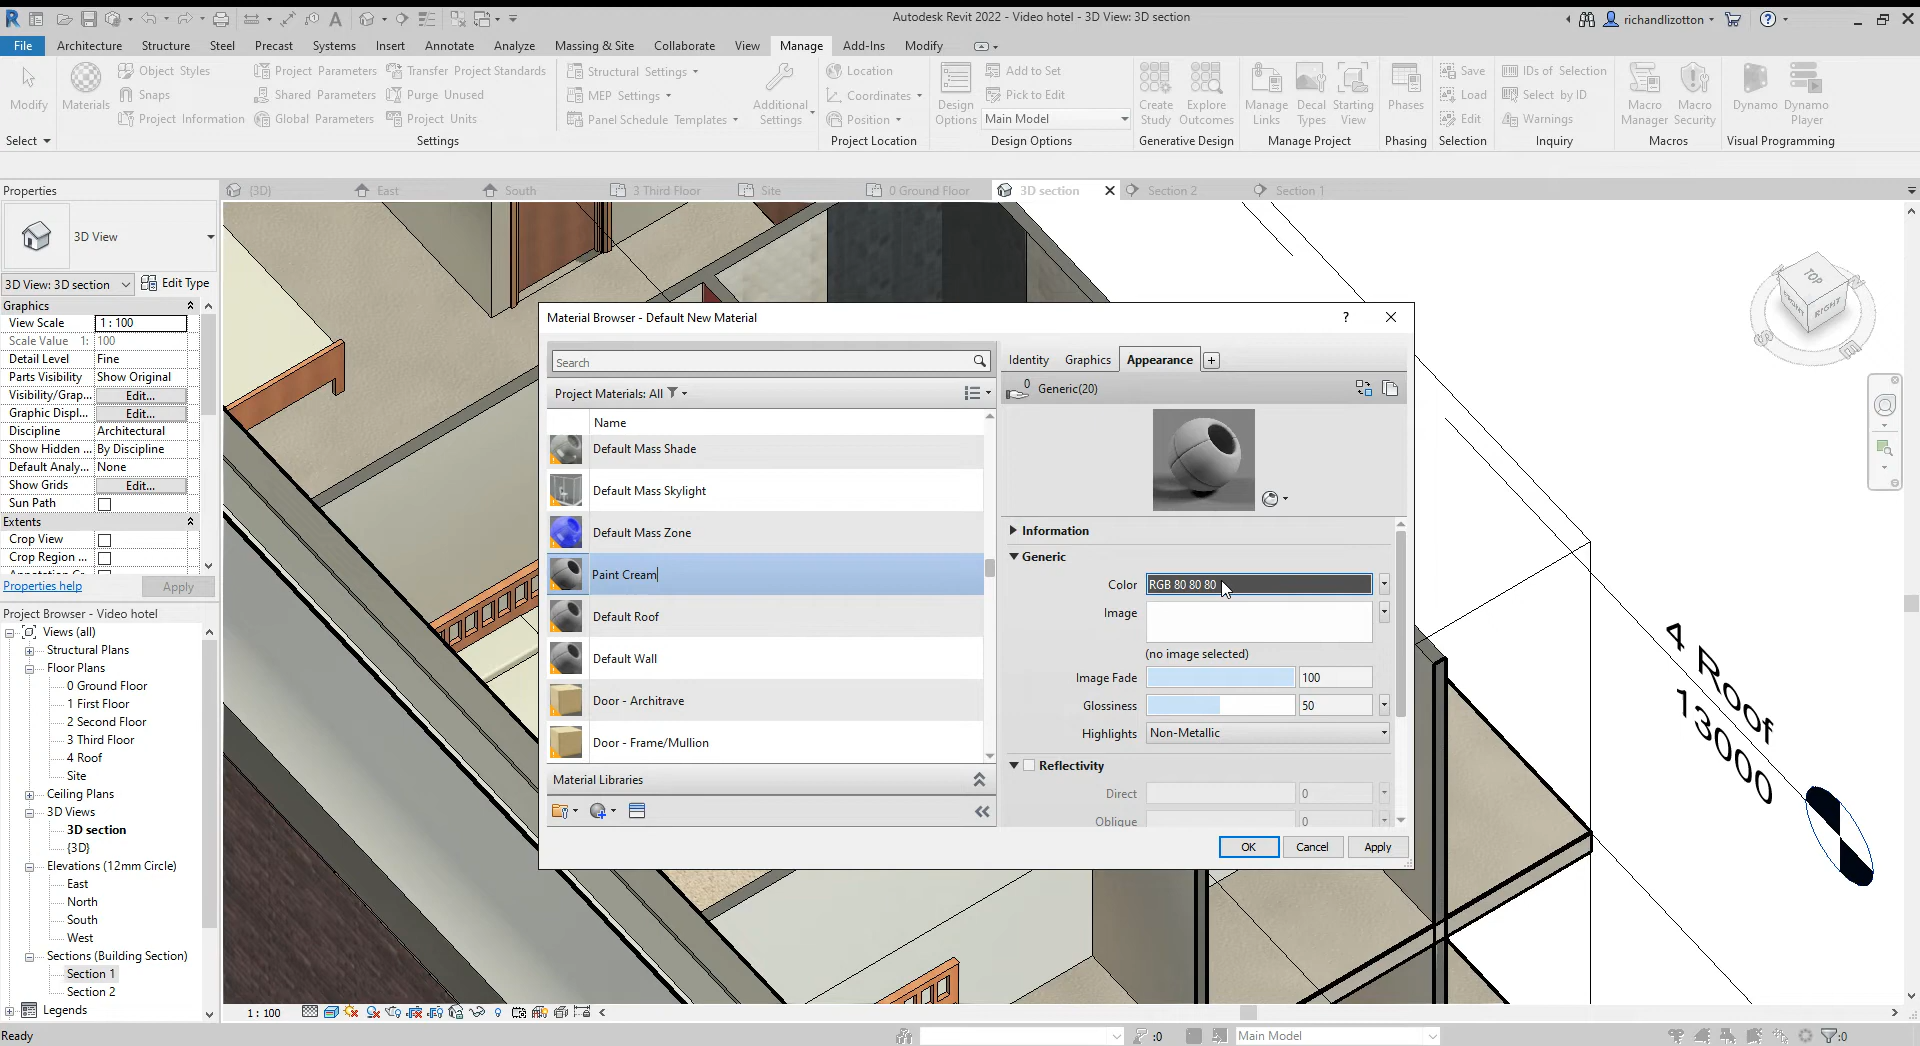 Autodesk Revit 2022 - Video hotel - 3D View: 3D section
richandlizotton
File Architecture Structure Steel Precast Systems Insert Annotate Analyze Massing & Site Collaborate View Manage Add-Ins Modify
Modify
Select
Materials
Object Styles
Snaps
Project Information
Project Parameters
Shared Parameters
Global Parameters
Transfer Project Standards
Purge Unused
Project Units
Structural Settings
MEP Settings
Panel Schedule Templates
Additional Settings
Settings
Location
Coordinates
Position
Project Location
Design Options
Add to Set
Pick to Edit
Main Model
Design Options
Create Study
Explore Outcomes
Generative Design
Manage Links
Decal Types
Starting View
Manage Project
Phases
Phasing
Save
Load
Edit
Selection
IDs of Selection
Select by ID
Warnings
Inquiry
Macro Manager
Macro Security
Macros
Dynamo
Dynamo Player
Visual Programming
Properties
{3D} East South 3 Third Floor Site 0 Ground Floor 3D section Section 2 Section 1
3D View
3D View: 3D section Edit Type
Graphics
View Scale 1 : 100
Scale Value 1: 100
Detail Level Fine
Parts Visibility Show Original
Visibility/Grap... Edit...
Graphic Displ... Edit...
Discipline Architectural
Show Hidden ... By Discipline
Default Analy... None
Show Grids Edit...
Sun Path
Extents
Crop View
Crop Region ...
Properties help Apply
Project Browser - Video hotel
Views (all)
Structural Plans
Floor Plans
0 Ground Floor
1 First Floor
2 Second Floor
3 Third Floor
4 Roof
Site
Ceiling Plans
3D Views
3D section
{3D}
Elevations (12mm Circle)
East
North
South
West
Sections (Building Section)
Section 1
Section 2
Legends
Material Browser - Default New Material
?
Search
Project Materials: All
Name
Default Mass Shade
Default Mass Skylight
Default Mass Zone
Paint Cream
Default Roof
Default Wall
Door - Architrave
Door - Frame/Mullion
Material Libraries
Identity Graphics Appearance +
0 Generic(20)
Information
Generic
Color RGB 80 80 80
Image
(no image selected)
Image Fade 100
Glossiness 50
Highlights Non-Metallic
Reflectivity
Direct 0
Oblique 0
OK Cancel Apply
TOP
FRONT
RIGHT
S
E
4 Roof
13000
1 : 100
Ready
:0
Main Model
:0